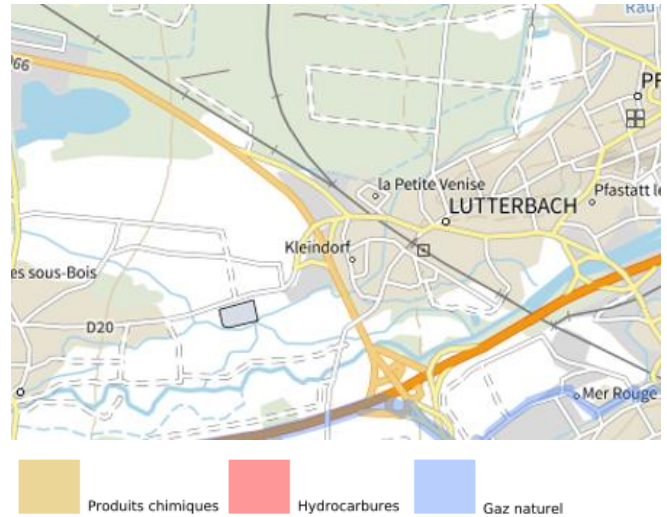 Rau
066
PF
la Petite Venise
Pfastatt le
LUTTERBACH
Kleindorf
es sous-Bois
D20
Mer Rouge
Produits chimiques Hydrocarbures Gaz naturel